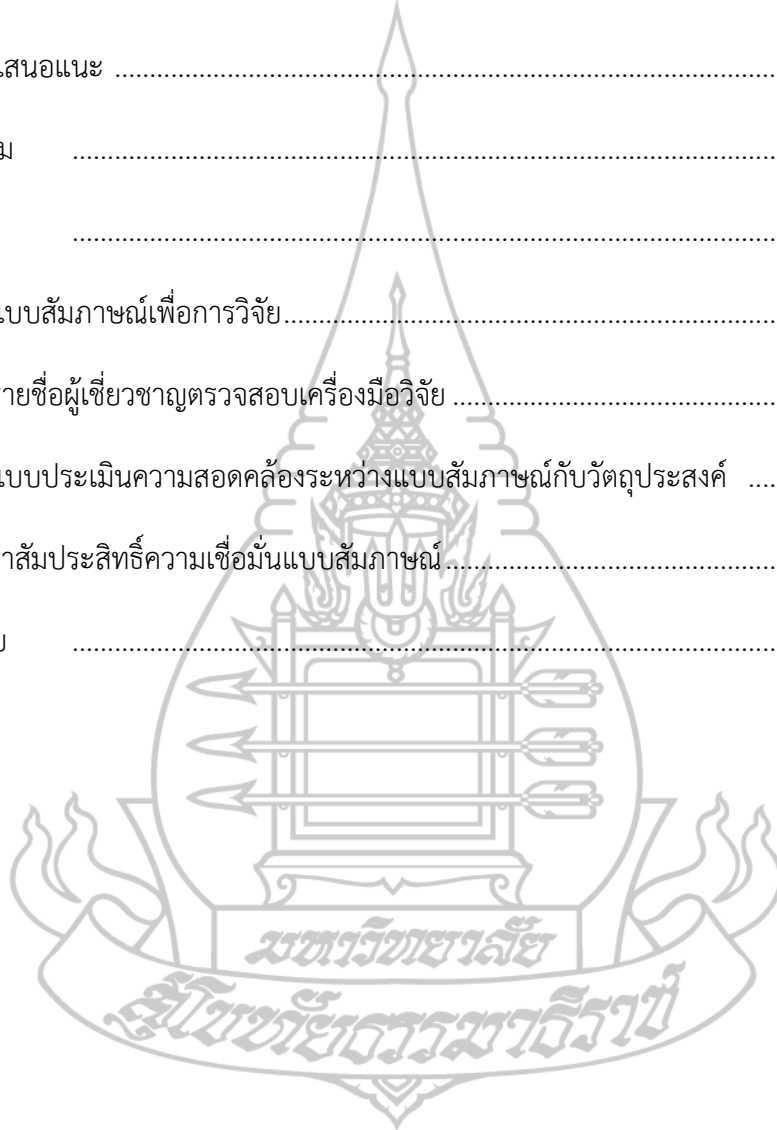 เสนอแนะ ........................................................................................................
ม ........................................................................................................
........................................................................................................
แบบสัมภาษณ์เพื่อการวิจัย........................................................................
รายชื่อผู้เชี่ยวชาญตรวจสอบเครื่องมือวิจัย ................................................
แบบประเมินความสอดคล้องระหว่างแบบสัมภาษณ์กับวัตถุประสงค์ ....
าสัมประสิทธิ์ความเชื่อมั่นแบบสัมภาษณ์................................................
ย ........................................................................................................
มหาวิทยาลัย
สุโขทัยธรรมาธิราช